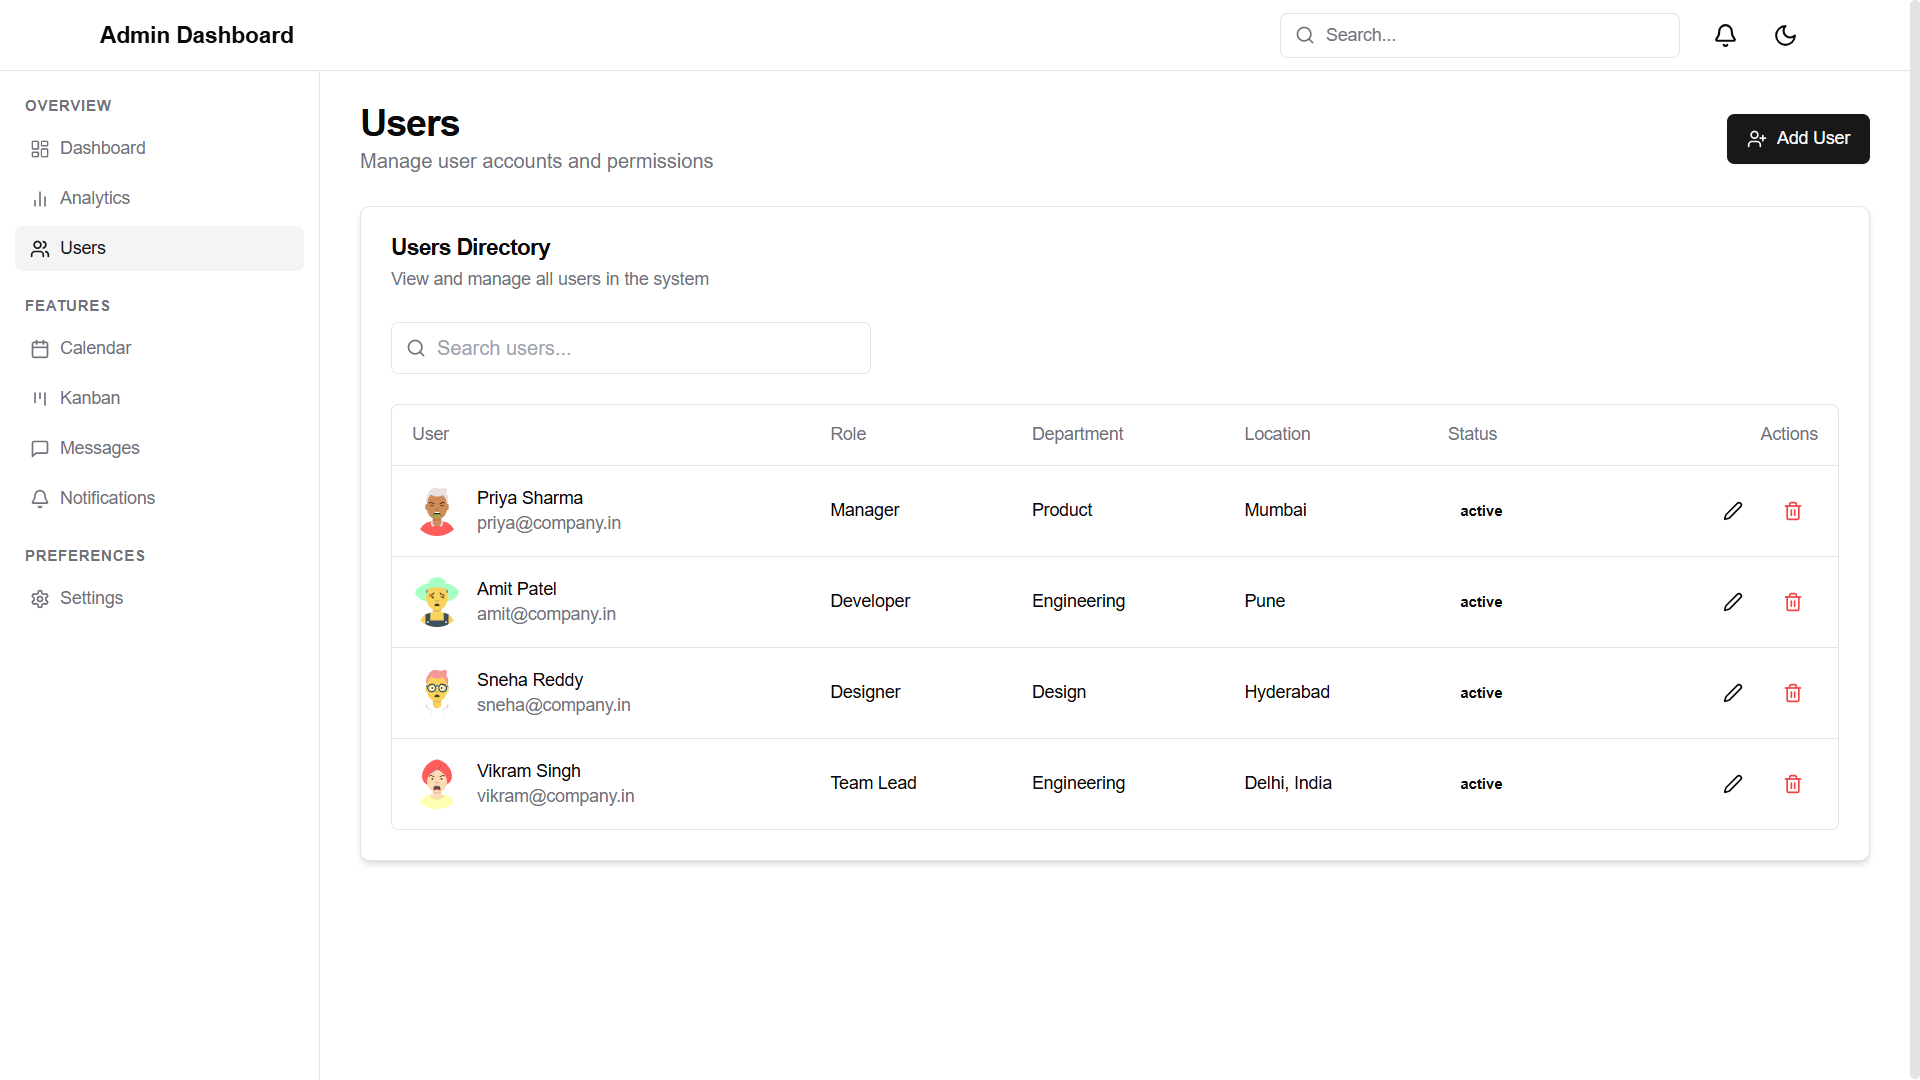 Admin Dashboard
Search...
OVERVIEW
Dashboard
Analytics
Users
FEATURES
Calendar
Kanban
Messages
Notifications
PREFERENCES
Settings
Users
Manage user accounts and permissions
Add User
Users Directory
View and manage all users in the system
Search users...
User Role Department Location Status Actions
Priya Sharma
priya@company.in
Manager Product Mumbai active
Amit Patel
amit@company.in
Developer Engineering Pune active
Sneha Reddy
sneha@company.in
Designer Design Hyderabad active
Vikram Singh
vikram@company.in
Team Lead Engineering Delhi, India active